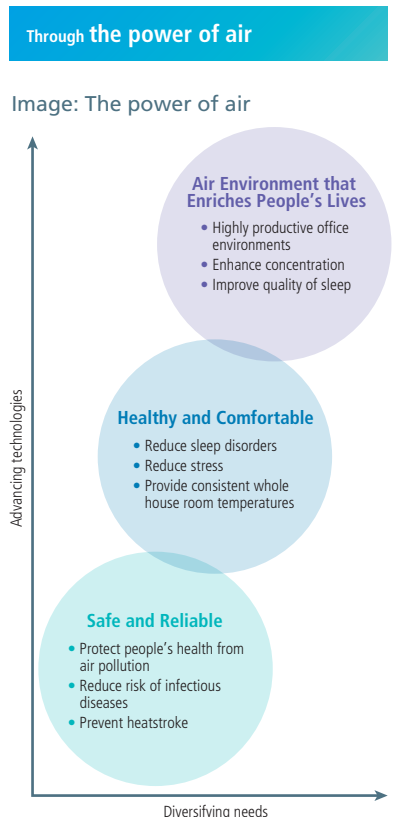 Through the power of air
Image: The power of air
Advancing technologies
Air Environment that
Enriches People's Lives
• Highly productive office
environments
• Enhance concentration
• Improve quality of sleep
Healthy and Comfortable
• Reduce sleep disorders
• Reduce stress
• Provide consistent whole
house room temperatures
Safe and Reliable
• Protect people's health from
air pollution
• Reduce risk of infectious
diseases
• Prevent heatstroke
Diversifying needs